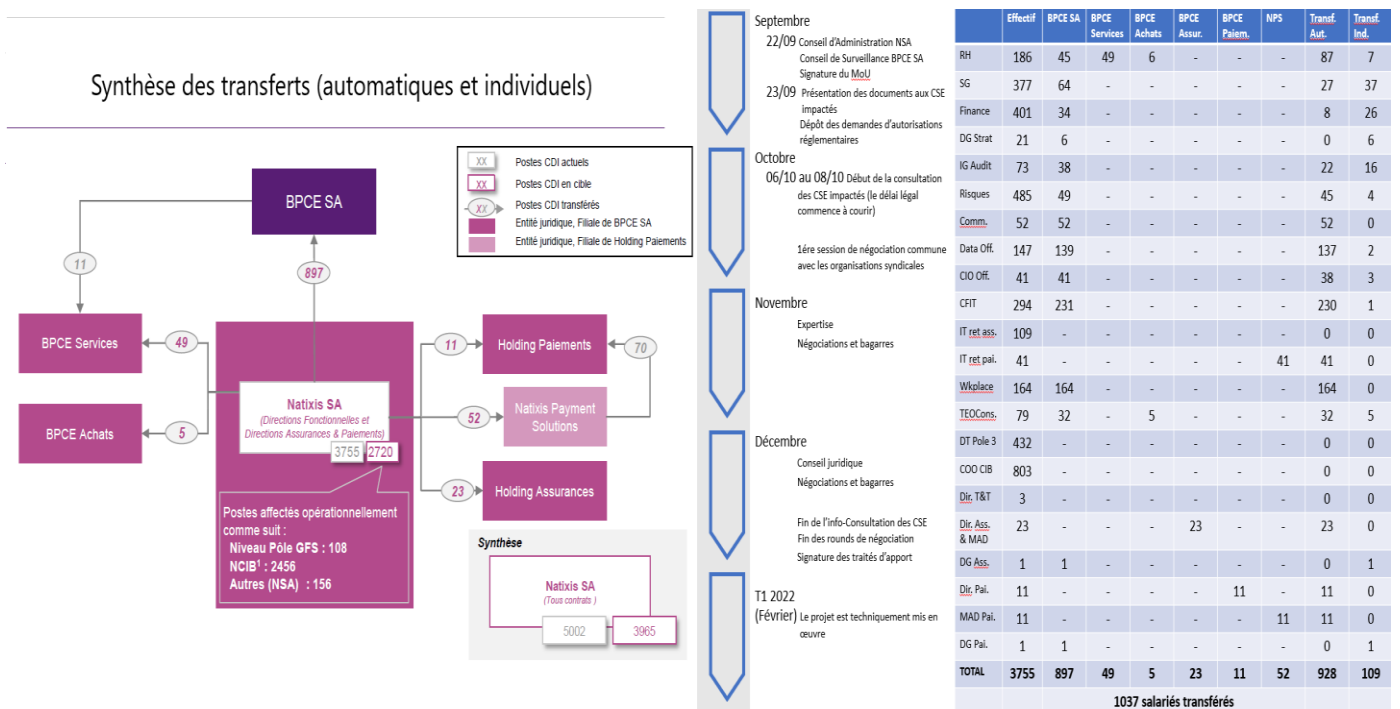 Synthèse des transferts (automatiques et individuels)
XX Postes CDI actuels
XX Postes CDI en cible
XX Postes CDI transférés
Entité juridique, Filiale de BPCE SA
Entité juridique, Filiale de Holding Paiements
BPCE SA
11
897
BPCE Services
49
11
Holding Paiements
70
Natixis SA
(Directions Fonctionnelles et
Directions Assurances & Paiements)
3755 2720
52
Natixis Payment
Solutions
BPCE Achats
5
23
Holding Assurances
Postes affectés opérationnellement
comme suit :
Niveau Pôle GFS : 108
NCIB¹ : 2456
Autres (NSA) : 156
Synthèse
Natixis SA
(Tous contrats )
5002 3965
Septembre
22/09 Conseil d'Administration NSA
Conseil de Surveillance BPCE SA
Signature du MoU
23/09 Présentation des documents aux CSE
impactés
Dépôt des demandes d'autorisations
réglementaires
Octobre
06/10 au 08/10 Début de la consultation
des CSE impactés (le délai légal
commence à courir)
1ére session de négociation commune
avec les organisations syndicales
Novembre
Expertise
Négociations et bagarres
Décembre
Conseil juridique
Négociations et bagarres
Fin de l'info-Consultation des CSE
Fin des rounds de négociation
Signature des traités d'apport
T1 2022
(Février) Le projet est techniquement mis en
œuvre
Effectif BPCE SA BPCE Services BPCE Achats BPCE Assur. BPCE Paiem. NPS Transf. Aut. Transf. Ind.
RH 186 45 49 6 - - - 87 7
SG 377 64 - - - - - 27 37
Finance 401 34 - - - - - 8 26
DG Strat 21 6 - - - - - 0 6
IG Audit 73 38 - - - - - 22 16
Risques 485 49 - - - - - 45 4
Comm. 52 52 - - - - - 52 0
Data Off. 147 139 - - - - - 137 2
CIO Off. 41 41 - - - - - 38 3
CFIT 294 231 - - - - - 230 1
IT ret ass. 109 - - - - - - 0 0
IT ret pai. 41 - - - - - 41 41 0
Wkplace 164 164 - - - - - 164 0
TEOCons. 79 32 - 5 - - - 32 5
DT Pole 3 432 - - - - - - 0 0
COO CIB 803 - - - - - - 0 0
Dir. T&T 3 - - - - - - 0 0
Dir. Ass. & MAD 23 - - - 23 - - 23 0
DG Ass. 1 1 - - - - - 0 1
Dir. Pai. 11 - - - - 11 - 11 0
MAD Pai. 11 - - - - - 11 11 0
DG Pai. 1 1 - - - - - 0 1
TOTAL 3755 897 49 5 23 11 52 928 109
1037 salariés transférés